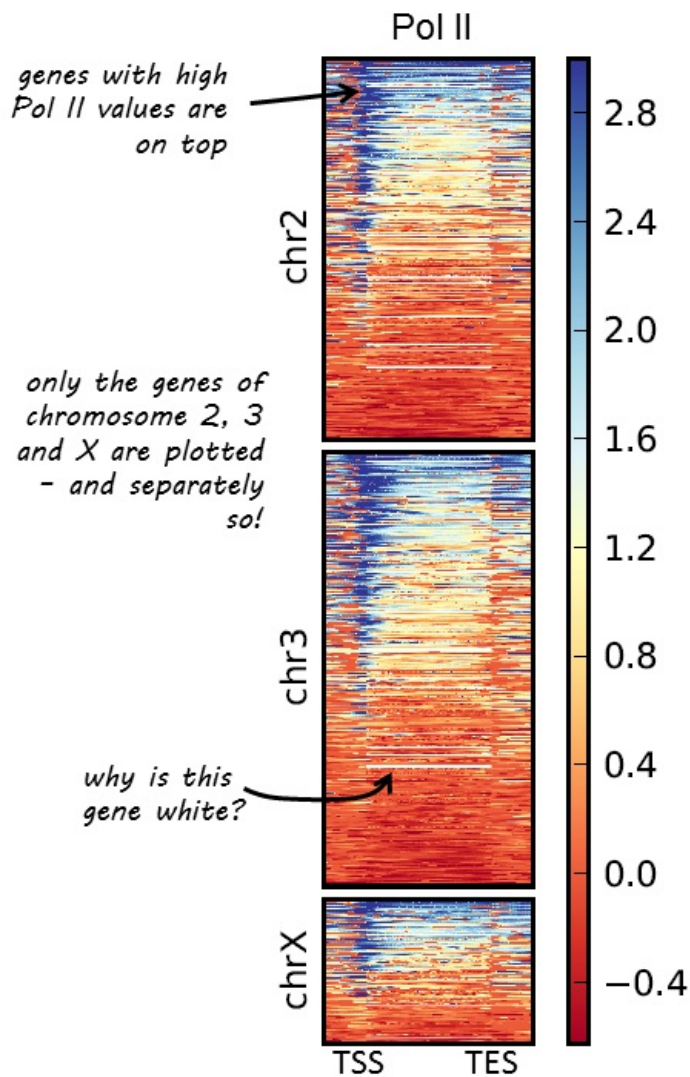 Pol II
genes with high
Pol II values are
on top
chr2
only the genes of
chromosome 2, 3
and X are plotted
- and separately
so!
chr3
why is this
gene white?
chrX
TSS TES
2.8
2.4
2.0
1.6
1.2
0.8
0.4
0.0
−0.4